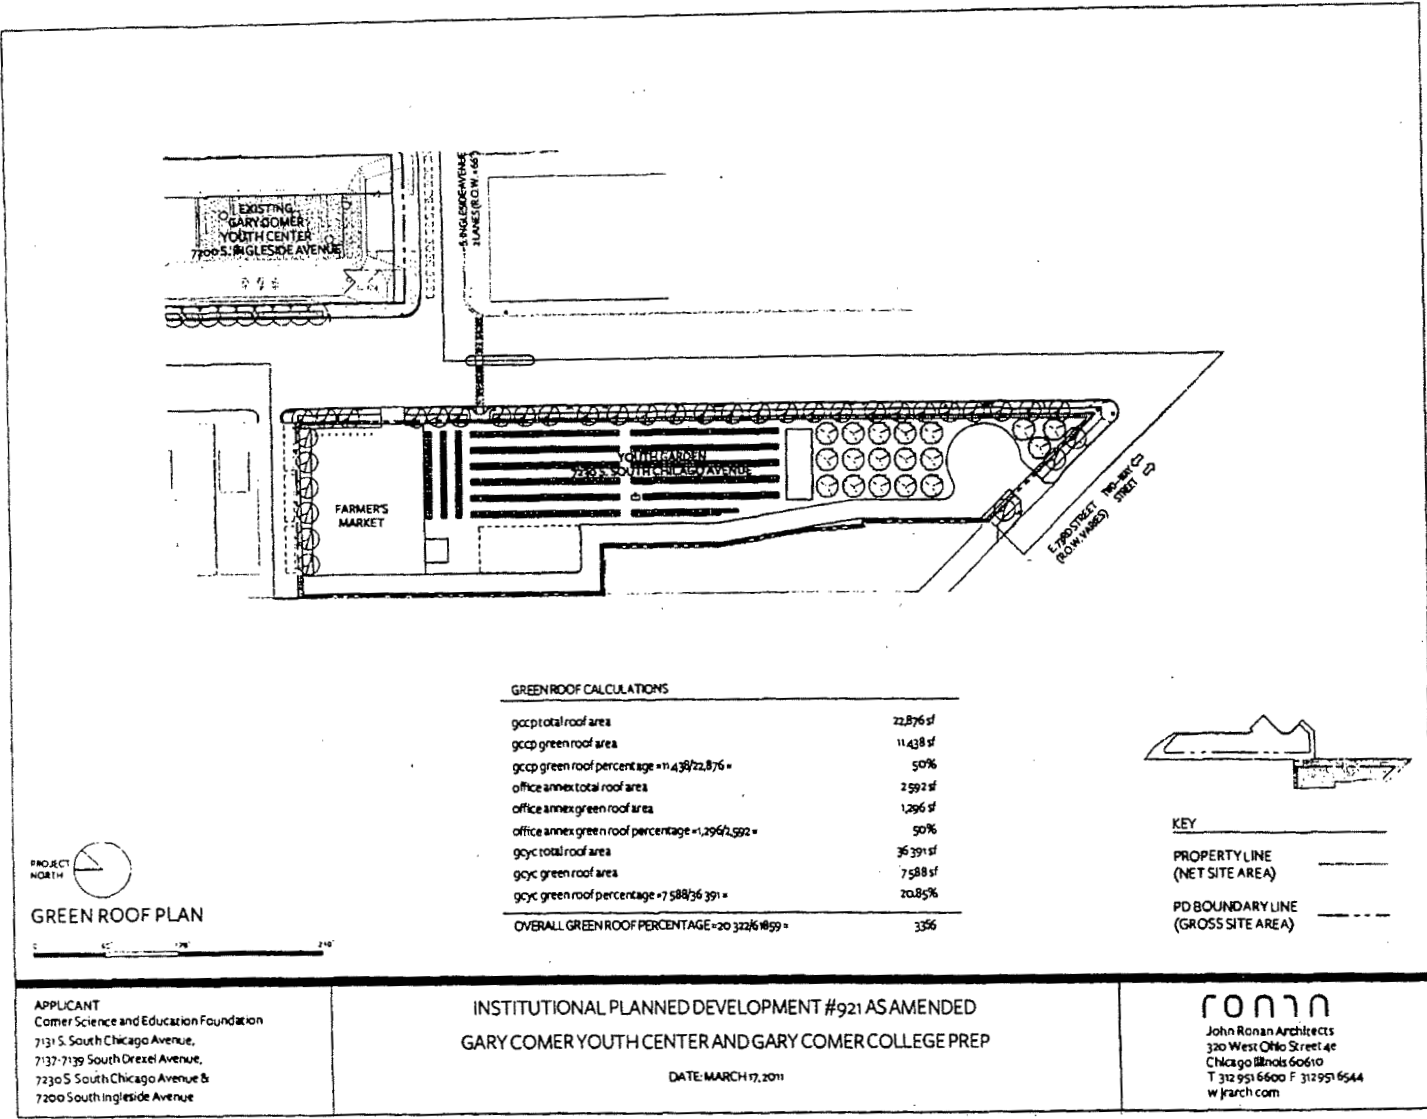 S. INGLESIDE AVENUE
2 LANES (R.O.W. = 66')
EXISTING
GARY COMER
YOUTH CENTER
7200 S. INGLESIDE AVENUE
YOUTH GARDEN
7230 S. SOUTH CHICAGO AVENUE
FARMER'S
MARKET
E. 73RD STREET TWO-WAY
(R.O.W. VARIES) STREET
GREEN ROOF CALCULATIONS
gccp total roof area 22,876 sf
gccp green roof area 11,438 sf
gccp green roof percentage = 11,438/22,876 = 50%
office annex total roof area 2 592 sf
office annex green roof area 1,296 sf
office annex green roof percentage = 1,296/2,592 = 50%
gcyc total roof area 36 391 sf
gcyc green roof area 7 588 sf
gcyc green roof percentage = 7 588/36 391 = 20.85%
OVERALL GREEN ROOF PERCENTAGE = 20 322/61859 = 33%
KEY
PROPERTY LINE
(NET SITE AREA)
PD BOUNDARY LINE
(GROSS SITE AREA)
PROJECT
NORTH
GREEN ROOF PLAN
APPLICANT
Comer Science and Education Foundation
7131 S. South Chicago Avenue,
7137-7139 South Drexel Avenue,
7230 S South Chicago Avenue &
7200 South Ingleside Avenue
INSTITUTIONAL PLANNED DEVELOPMENT #921 AS AMENDED
GARY COMER YOUTH CENTER AND GARY COMER COLLEGE PREP
DATE: MARCH 17, 2011
ronan
John Ronan Architects
320 West Ohio Street 4e
Chicago Illinois 60610
T 312 951 6600 F 312 951 6544
w jrarch com